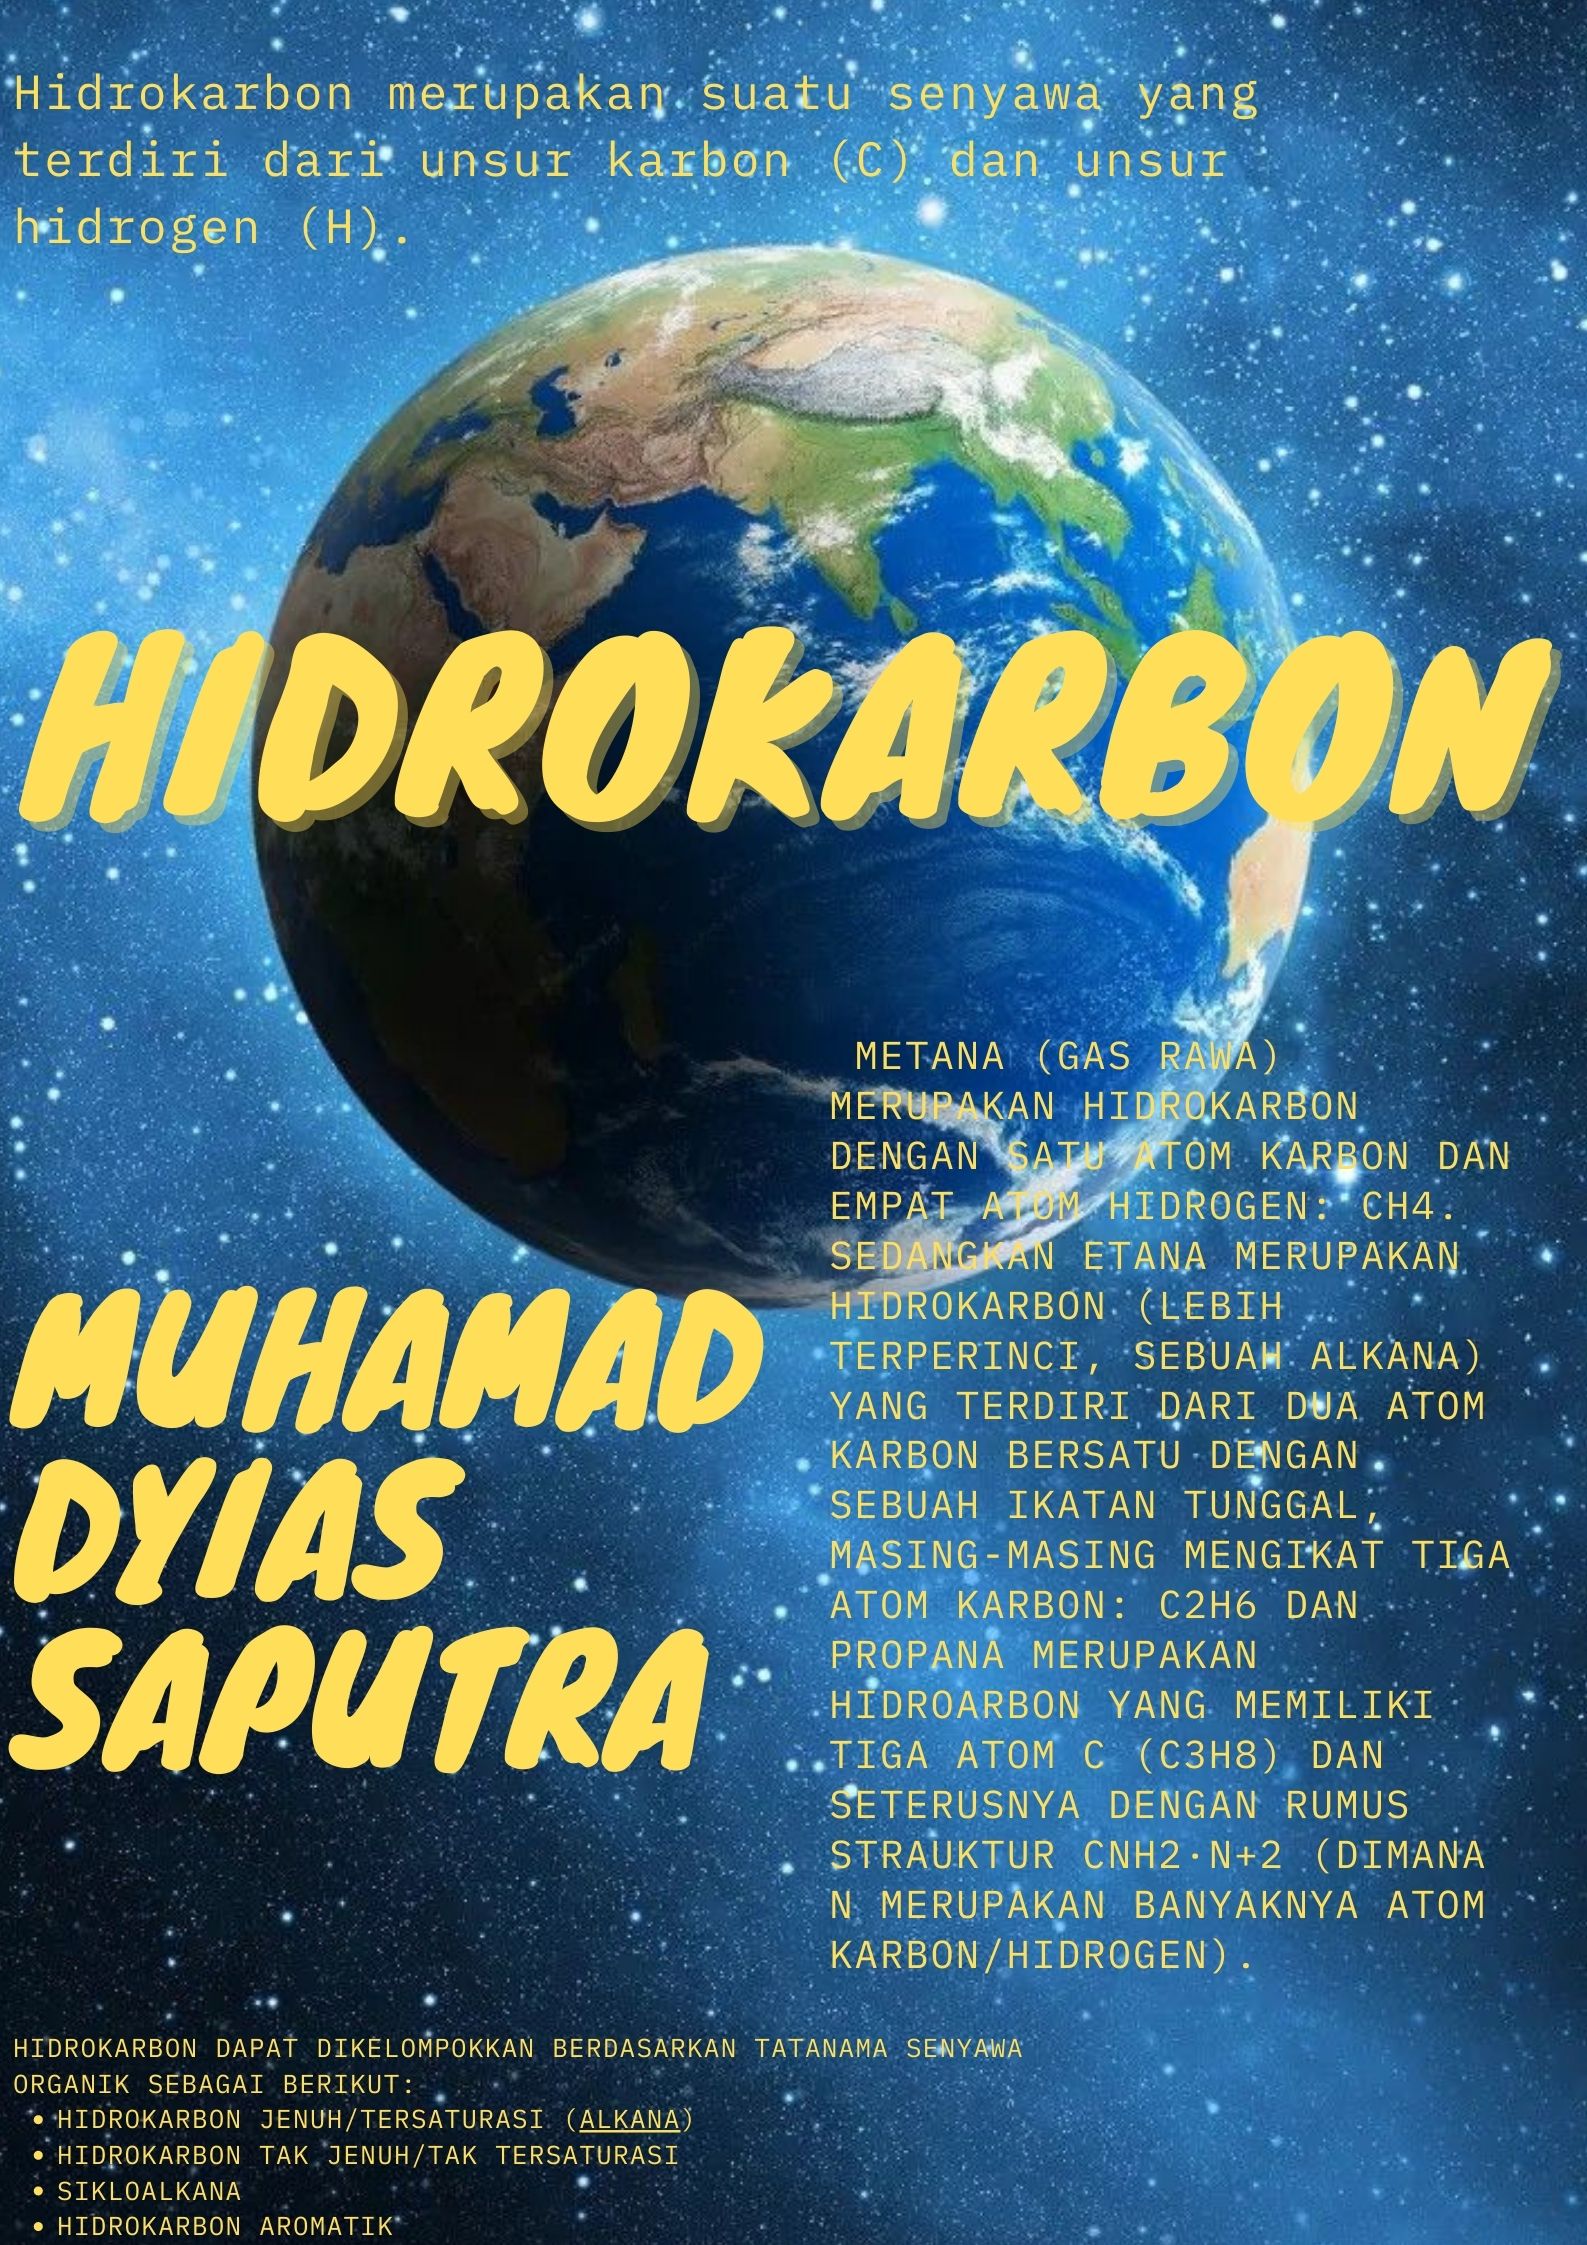 Hidrokarbon merupakan suatu senyawa yang
terdiri dari unsur karbon (C) dan unsur
hidrogen (H).
HIDROKARBON
METANA (GAS RAWA)
MERUPAKAN HIDROKARBON
DENGAN SATU ATOM KARBON DAN
EMPAT ATOM HIDROGEN: CH4.
SEDANGKAN ETANA MERUPAKAN
HIDROKARBON (LEBIH
TERPERINCI, SEBUAH ALKANA)
YANG TERDIRI DARI DUA ATOM
KARBON BERSATU DENGAN
SEBUAH IKATAN TUNGGAL,
MASING-MASING MENGIKAT TIGA
ATOM KARBON: C2H6 DAN
PROPANA MERUPAKAN
HIDROARBON YANG MEMILIKI
TIGA ATOM C (C3H8) DAN
SETERUSNYA DENGAN RUMUS
STRAUKTUR CNH2·N+2 (DIMANA
N MERUPAKAN BANYAKNYA ATOM
KARBON/HIDROGEN).
MUHAMAD
DYIAS
SAPUTRA
HIDROKARBON DAPAT DIKELOMPOKKAN BERDASARKAN TATANAMA SENYAWA
ORGANIK SEBAGAI BERIKUT:
• HIDROKARBON JENUH/TERSATURASI (ALKANA)
• HIDROKARBON TAK JENUH/TAK TERSATURASI
• SIKLOALKANA
• HIDROKARBON AROMATIK